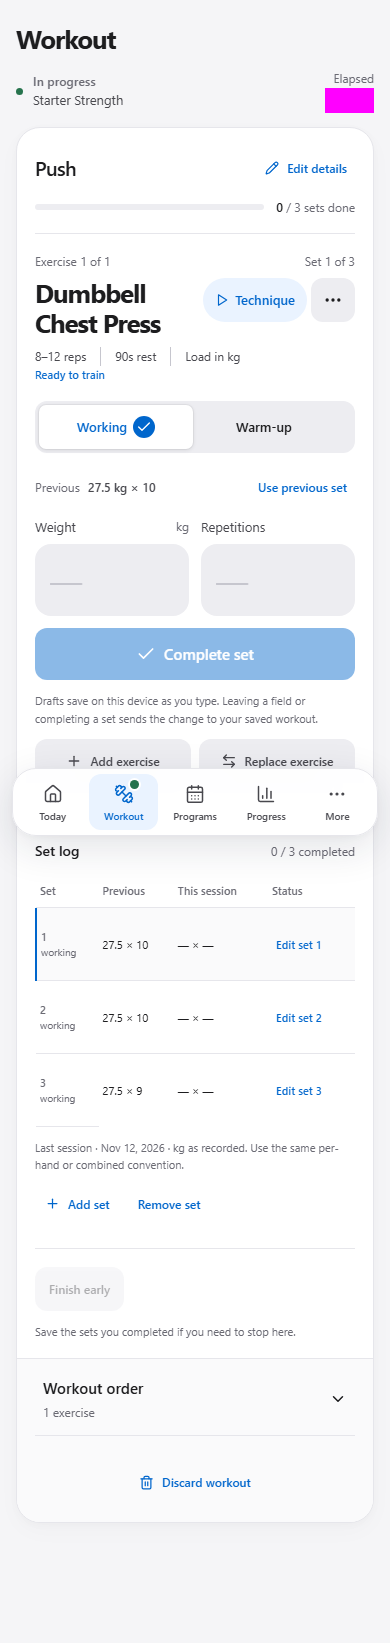 Workout
In progress
Starter Strength
Elapsed
Push
Edit details
0 / 3 sets done
Exercise 1 of 1
Set 1 of 3
Dumbbell
Chest Press
Technique
8–12 reps
90s rest
Load in kg
Ready to train
Working
Warm-up
Previous 27.5 kg × 10
Use previous set
Weight
kg
Repetitions
Complete set
Drafts save on this device as you type. Leaving a field or
completing a set sends the change to your saved workout.
Add exercise
Replace exercise
Today
Workout
Programs
Progress
More
Set log
0 / 3 completed
Set Previous This session Status
1
working
27.5 × 10
— × —
Edit set 1
2
working
27.5 × 10
— × —
Edit set 2
3
working
27.5 × 9
— × —
Edit set 3
Last session · Nov 12, 2026 · kg as recorded. Use the same per-
hand or combined convention.
Add set
Remove set
Finish early
Save the sets you completed if you need to stop here.
Workout order
1 exercise
Discard workout